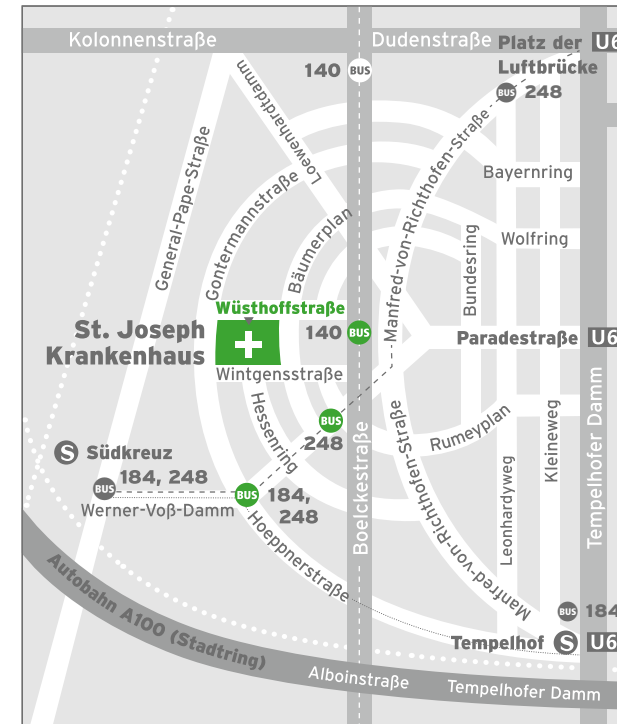 Kolonnenstraße
Dudenstraße
Platz der
Luftbrücke
U6
140 BUS
BUS 248
Loewenhardtdamm
General-Pape-Straße
Gontermannstraße
Bäumerplan
Manfred-von-Richthofen-Straße
Bayernring
Wolfring
Bundesring
Wüsthoffstraße
St. Joseph
Krankenhaus
140 BUS
Paradestraße U6
Wintgensstraße
Hessenring
BUS
248
Boelckestraße
Manfred-von-Richthofen-Straße
Rumeyplan
Kleineweg
Leonhardyweg
Tempelhofer Damm
S Südkreuz
BUS 184, 248
Werner-Voß-Damm
BUS 184,
248
Hoeppnerstraße
BUS 184
Tempelhof S U6
Autobahn A100 (Stadtring)
Alboinstraße
Tempelhofer Damm